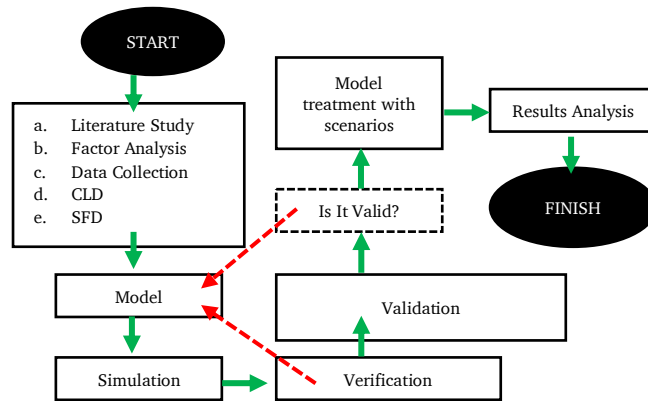 START
a. Literature Study
b. Factor Analysis
c. Data Collection
d. CLD
e. SFD
Model
Simulation
Verification
Validation
Is It Valid?
Model
treatment with
scenarios
Results Analysis
FINISH